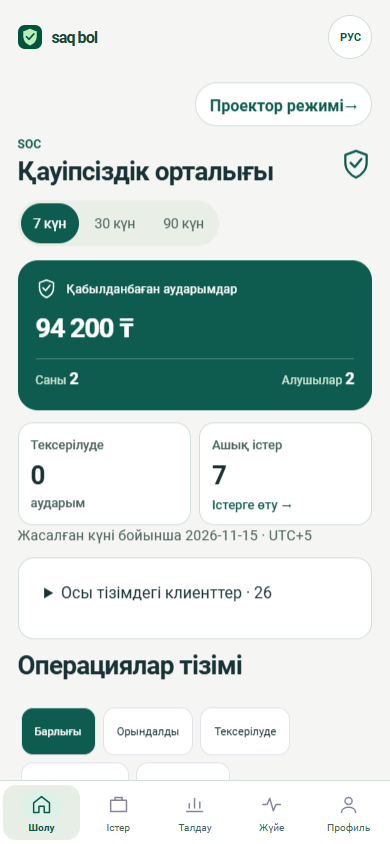 saq bol
РУС
Проектор режимі→
SOC
Қауіпсіздік орталығы
7 күн
30 күн
90 күн
Қабылданбаған аударымдар
94 200 ₸
Саны 2
Алушылар 2
Тексерілуде
0
аударым
Ашық істер
7
Істерге өту →
Жасалған күні бойынша 2026-11-15 · UTC+5
▶ Осы тізімдегі клиенттер · 26
Операциялар тізімі
Барлығы
Орындалды
Тексерілуде
Шолу
Істер
Талдау
Жүйе
Профиль